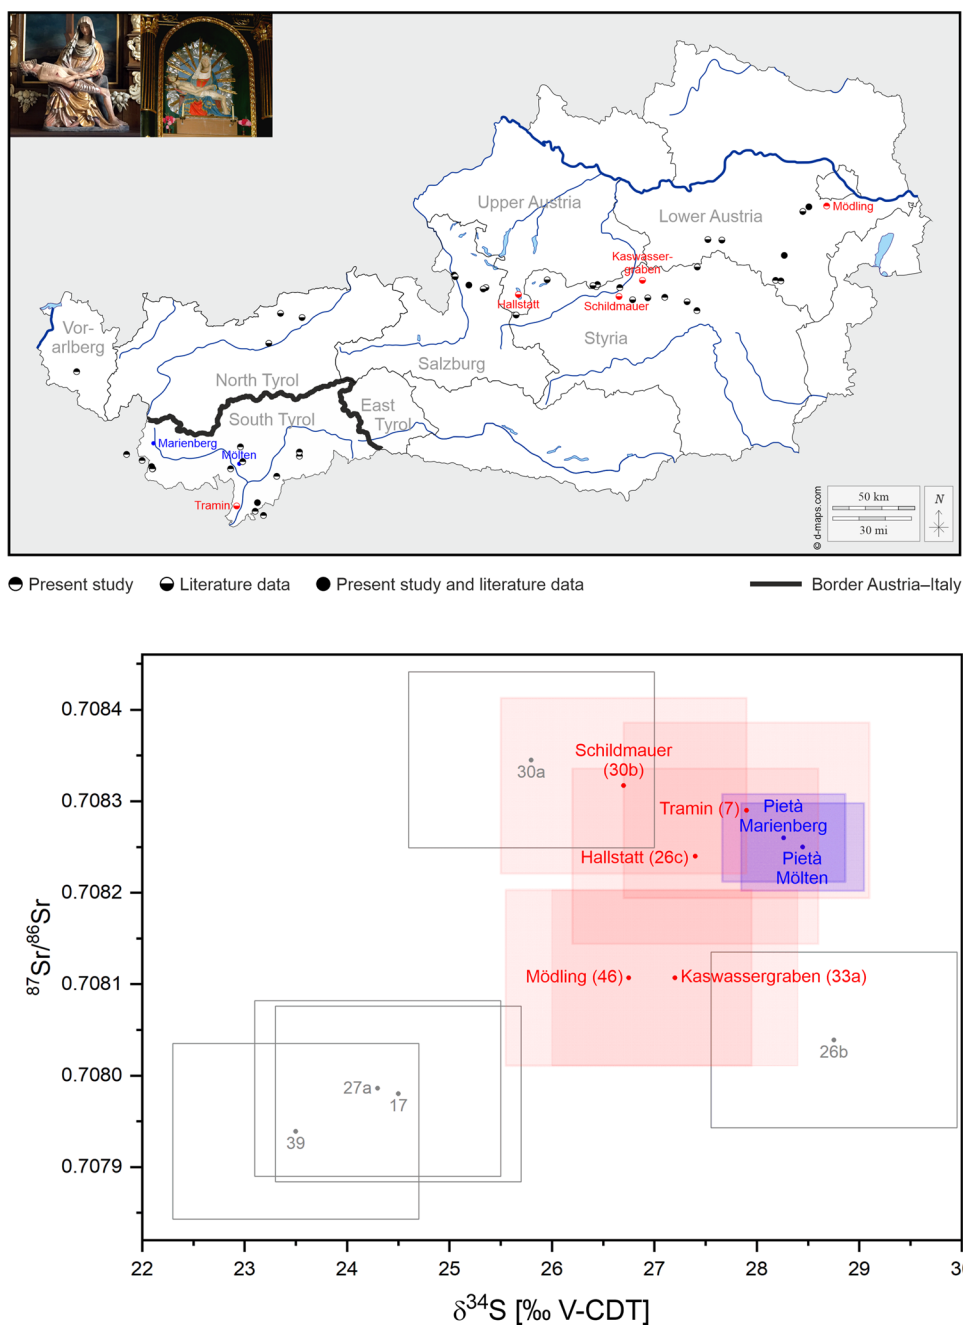 Upper Austria
Lower Austria
Mödling
Kaswasser-
graben
Hallstatt
Schildmauer
Styria
Vor-
arlberg
Salzburg
North Tyrol
South Tyrol
East
Tyrol
Marienberg
Mölten
Tramin
© d-maps.com
50 km
30 mi
N
Present study
Literature data
Present study and literature data
Border Austria–Italy
87Sr/86Sr
0.7084
0.7083
0.7082
0.7081
0.7080
0.7079
30a
Schildmauer
(30b)
Tramin (7)
Pietà
Marienberg
Hallstatt (26c)
Pietà
Mölten
Mödling (46)
Kaswassergraben (33a)
26b
27a
17
39
22
23
24
25
26
27
28
29
δ34S [‰ V-CDT]